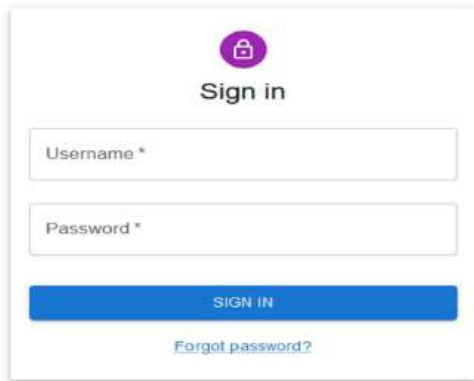 Sign in
Username *
Password *
SIGN IN
Forgot password?